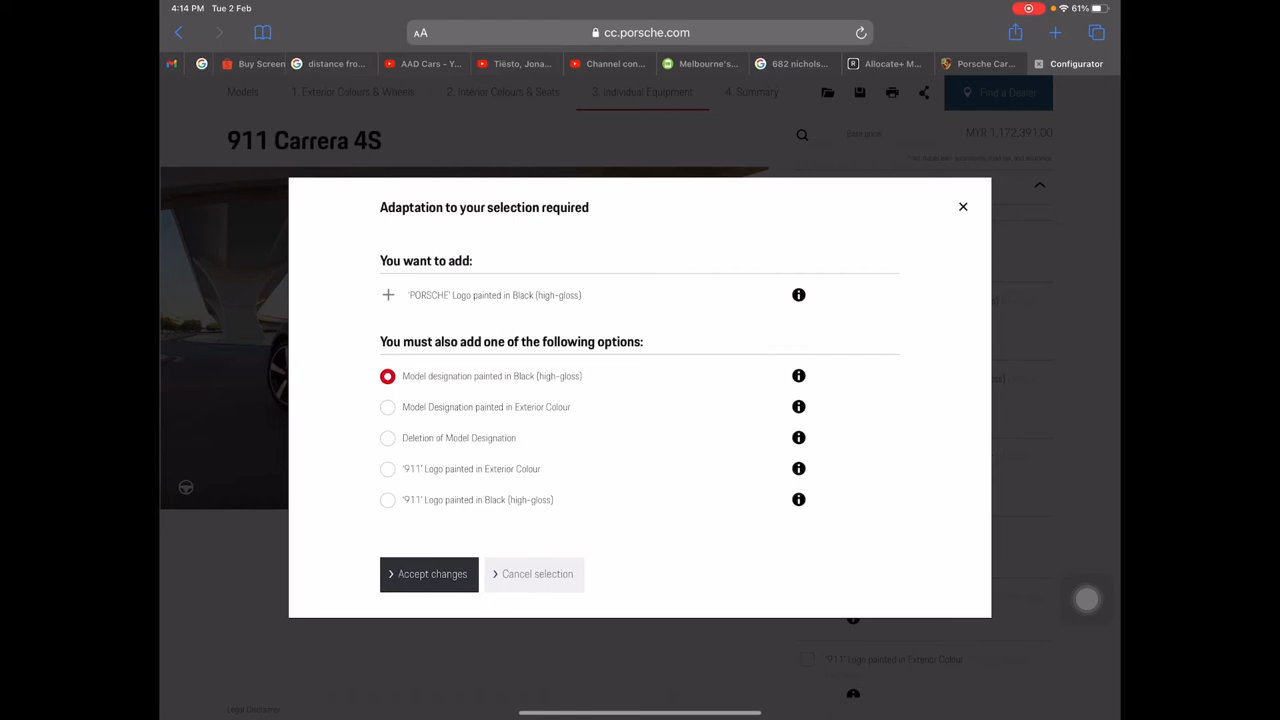 4:14 PM Tue 2 Feb
61%
AA cc.porsche.com
Buy Screen
distance fro...
AAD Cars - Y...
Tiësto, Jona...
Channel con...
Melbourne's...
682 nichols...
Allocate+ M...
Porsche Car...
Configurator
Models
1. Exterior Colours & Wheels
2. Interior Colours & Seats
3. Individual Equipment
4. Summary
Find a Dealer
911 Carrera 4S
MYR 1,172,391.00
Adaptation to your selection required
You want to add:
'PORSCHE' Logo painted in Black (high-gloss)
You must also add one of the following options:
Model designation painted in Black (high-gloss)
Model Designation painted in Exterior Colour
Deletion of Model Designation
'911' Logo painted in Exterior Colour
'911' Logo painted in Black (high-gloss)
Accept changes
Cancel selection
'911' Logo painted in Exterior Colour
Legal Disclaimer